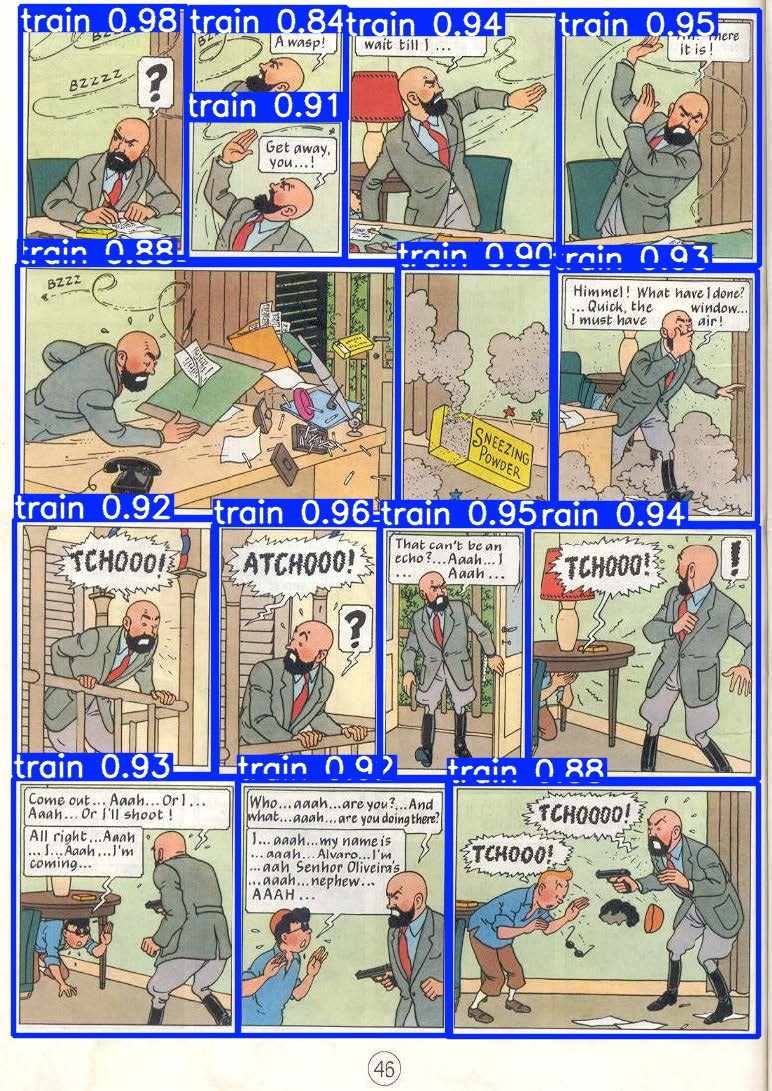 train 0.98
BZZZZ
?
train 0.84
A wasp!
train 0.91
Get away,
you...!
train 0.94
wait till I ...
train 0.95
there
it is!
train 0.88
BZZZ
train 0.90
SNEEZING
POWDER
train 0.93
Himmel! What have I done?
... Quick, the window...
I must have air!
train 0.92
TCHOOO!
train 0.96
ATCHOOO!
?
train 0.95
That can't be an
echo?...Aaah...I
... Aaah ...
rain 0.94
TCHOOO!
!
train 0.93
Come out... Aaah... Or I...
Aaah... Or I'll shoot!
All right,..Aaah
... I...Aaah,..I'm
coming...
train 0.92
Who...aaah...are you?...And
what...aaah...are you doing there?
I... aaah...my name is
...aaah... Alvaro...I'm
...aah Senhor Oliveira's
...aaah...nephew...
AAAH ...
train 0.88
TCHOOOO!
TCHOOO!
46